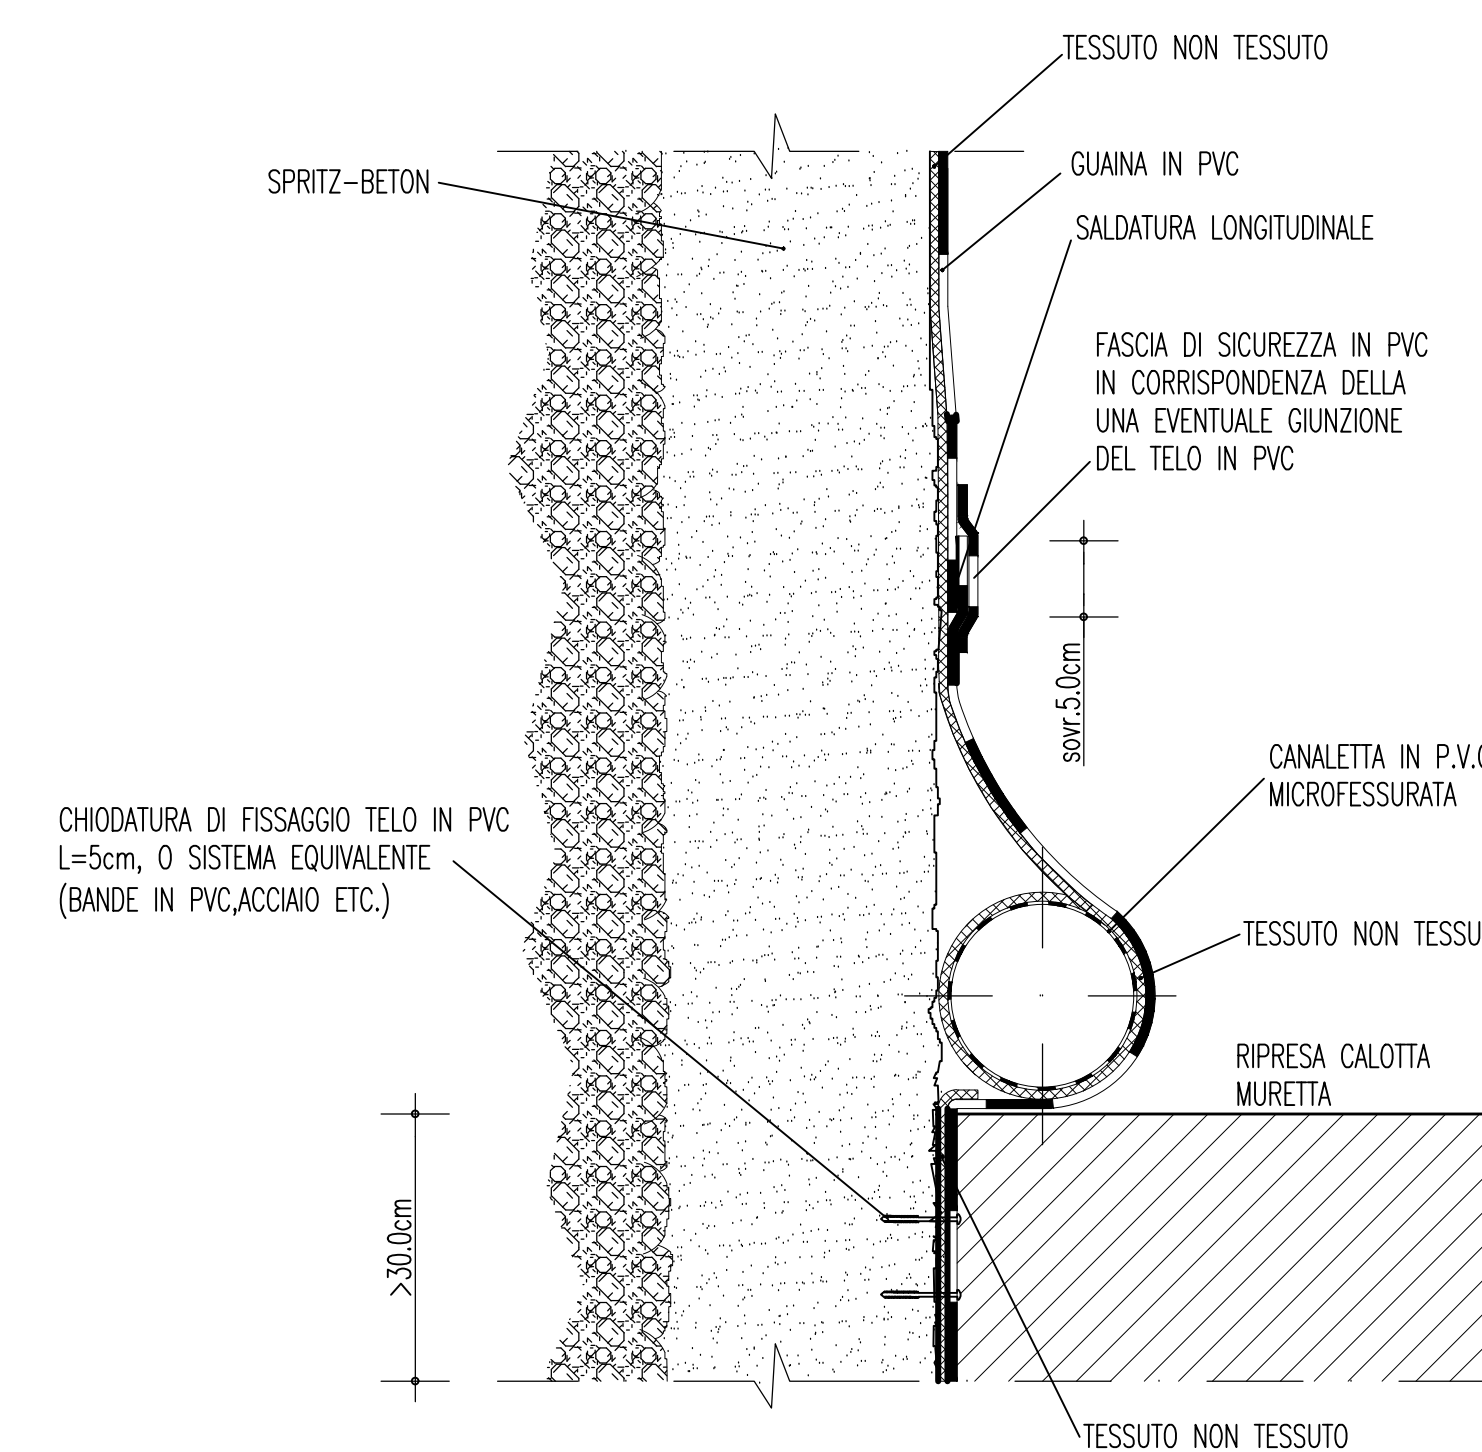 TESSUTO NON TESSUTO
SPRITZ-BETON
GUAINA IN PVC
SALDATURA LONGITUDINALE
FASCIA DI SICUREZZA IN PVC
IN CORRISPONDENZA DELLA
UNA EVENTUALE GIUNZIONE
DEL TELO IN PVC
sovr.5.0cm
CANALETTA IN P.V.C
MICROFESSURATA
CHIODATURA DI FISSAGGIO TELO IN PVC
L=5cm, O SISTEMA EQUIVALENTE
(BANDE IN PVC,ACCIAIO ETC.)
TESSUTO NON TESSU
RIPRESA CALOTTA
MURETTA
>30.0cm
TESSUTO NON TESSUTO